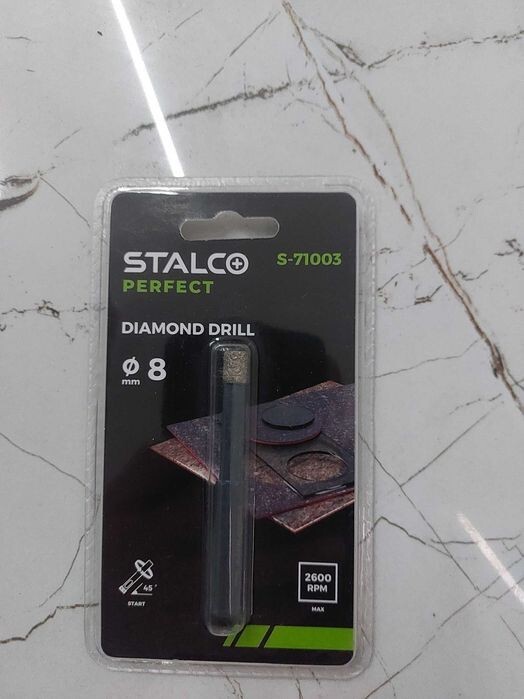 STALCO
S-71003
PERFECT
DIAMOND DRILL
Ø mm 8
45°
START
2600
RPM
MAX